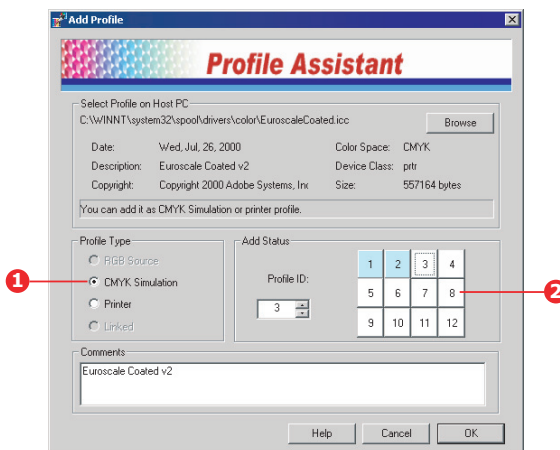 Add Profile
Profile Assistant
Select Profile on Host PC
C:\WINNT\system32\spool\drivers\color\EuroscaleCoated.icc
Browse
Date: Wed, Jul, 26, 2000 Color Space: CMYK
Description: Euroscale Coated v2 Device Class: prtr
Copyright: Copyright 2000 Adobe Systems, Inc Size: 557164 bytes
You can add it as CMYK Simulation or printer profile.
Profile Type
RGB Source
1 CMYK Simulation
Printer
Linked
Add Status
Profile ID:
3
1 2 3 4
5 6 7 8 2
9 10 11 12
Comments
Euroscale Coated v2
Help Cancel OK